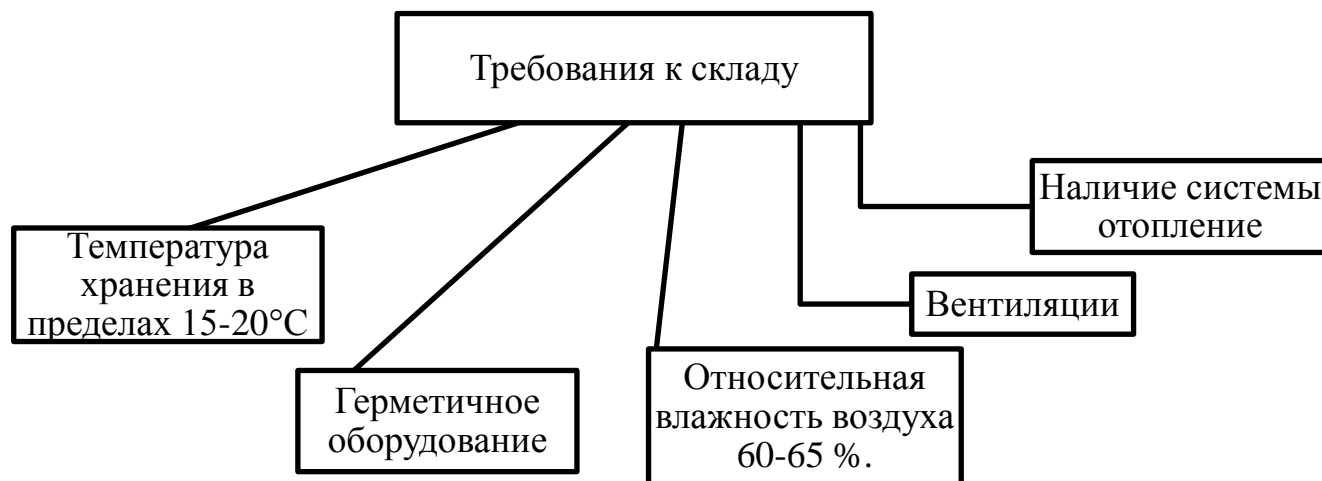 Требования к складу
Наличие системы
отопление
Температура
хранения в
пределах 15-20°С
Вентиляции
Герметичное
оборудование
Относительная
влажность воздуха
60-65 %.